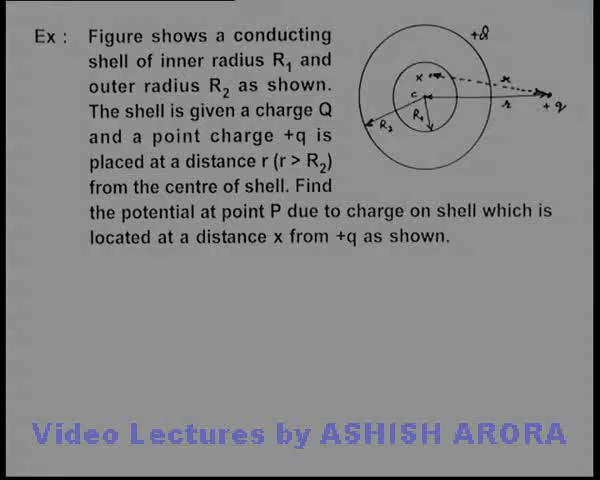 Ex : Figure shows a conducting
shell of inner radius R₁ and
outer radius R₂ as shown.
The shell is given a charge Q
and a point charge +q is
placed at a distance r (r > R₂)
from the centre of shell. Find
the potential at point P due to charge on shell which is
located at a distance x from +q as shown.
+Q
x
x
C
+q
r
R₁
R₂
Video Lectures by ASHISH ARORA